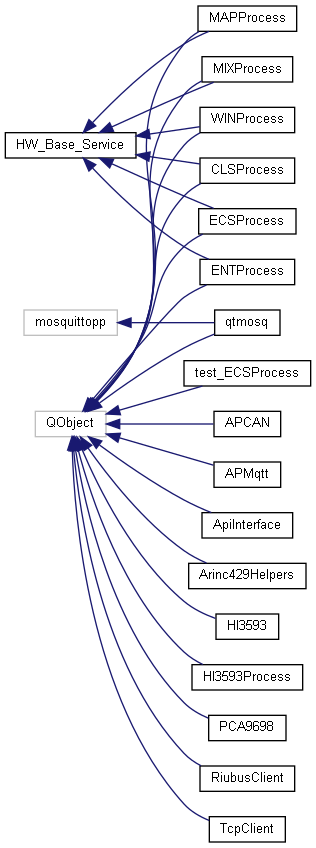 MAPProcess
MIXProcess
WINProcess
HW_Base_Service
CLSProcess
ECSProcess
ENTProcess
mosquittopp
qtmosq
test_ECSProcess
QObject
APCAN
APMqtt
ApiInterface
Arinc429Helpers
HI3593
HI3593Process
PCA9698
RiubusClient
TcpClient